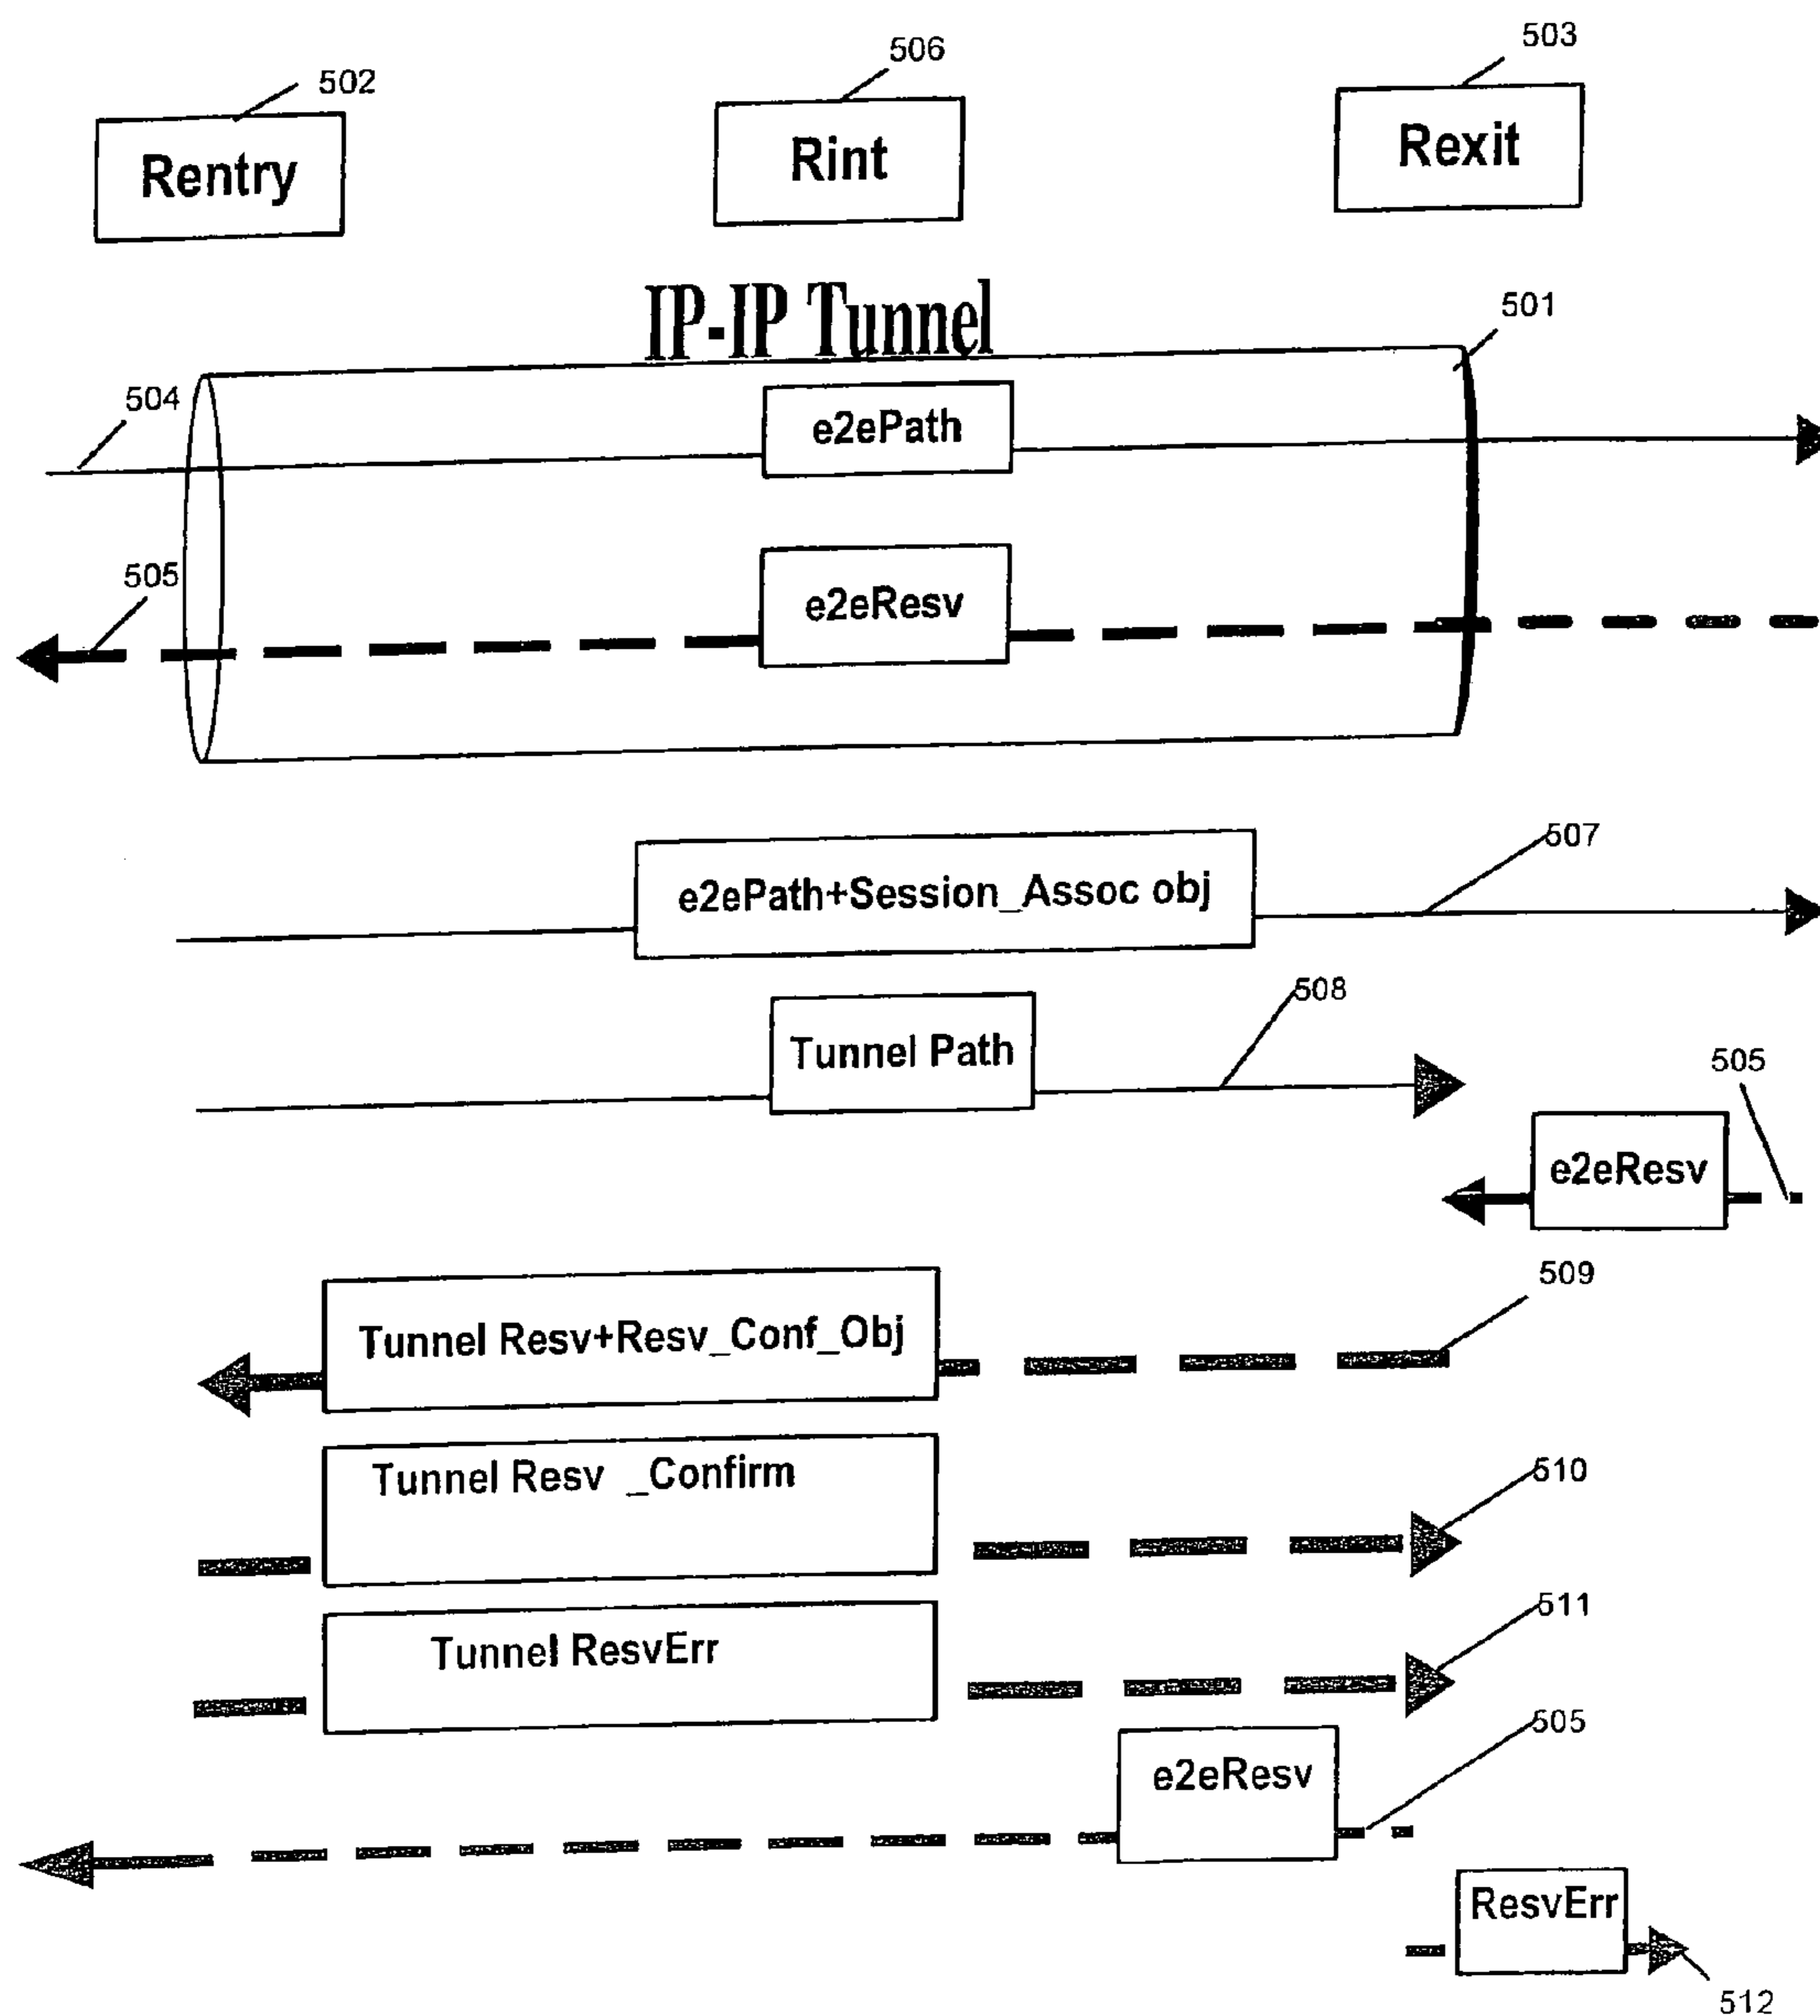 502
506
503
Rentry
Rint
Rexit
IP-IP Tunnel
501
504
e2ePath
505
e2eResv
507
e2ePath+Session_Assoc obj
508
Tunnel Path
505
e2eResv
509
Tunnel Resv+Resv_Conf_Obj
Tunnel Resv _Confirm
510
511
Tunnel ResvErr
505
e2eResv
ResvErr
512